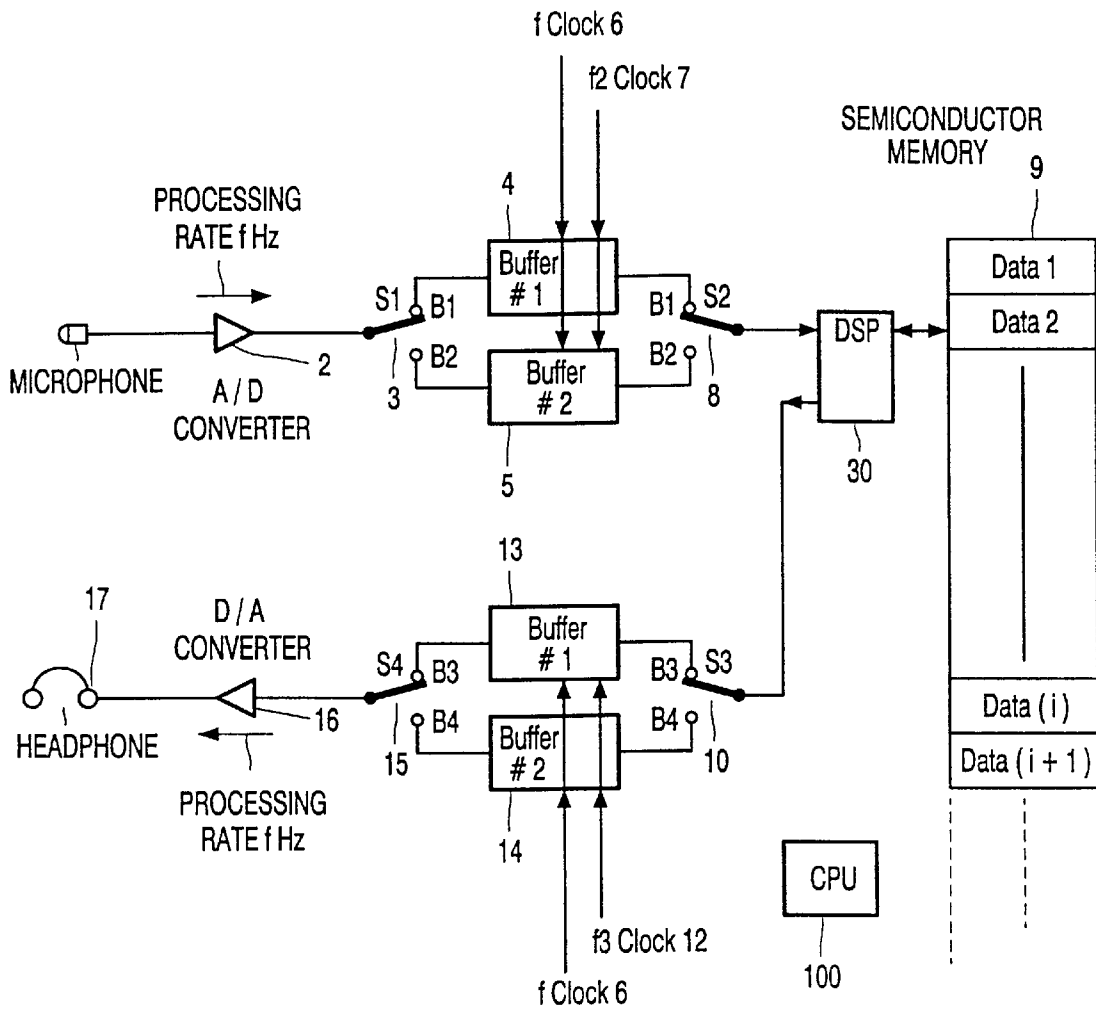 f Clock 6
f2 Clock 7
SEMICONDUCTOR
MEMORY
9
PROCESSING
RATE f Hz
4
Buffer
# 1
Data 1
S1
B1
B1
S2
DSP
Data 2
MICROPHONE
2
B2
B2
A / D
CONVERTER
3
Buffer
# 2
8
5
30
13
17
D / A
CONVERTER
Buffer
# 1
S4
B3
B3
S3
Data ( i )
HEADPHONE
16
B4
B4
15
Buffer
# 2
10
Data ( i + 1 )
PROCESSING
RATE f Hz
14
CPU
f3 Clock 12
100
f Clock 6